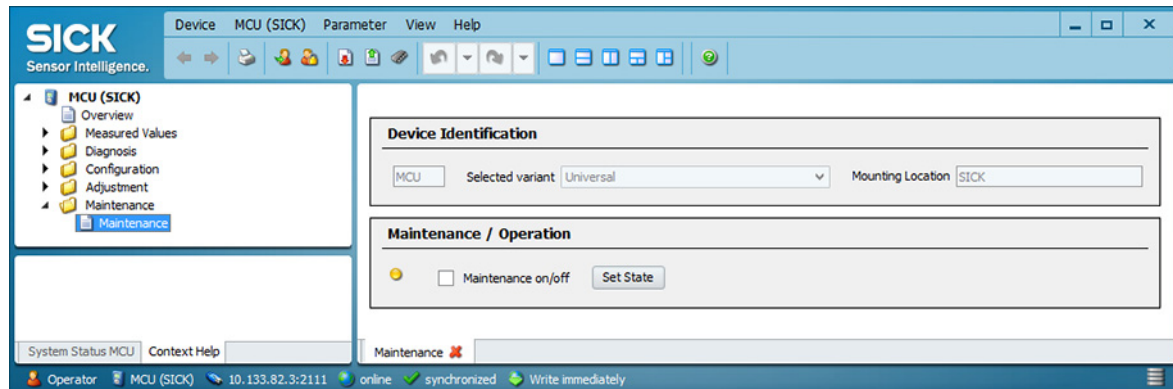 SICK
Sensor Intelligence.
Device MCU (SICK) Parameter View Help
MCU (SICK)
Overview
Measured Values
Diagnosis
Configuration
Adjustment
Maintenance
Maintenance
System Status MCU Context Help
Device Identification
MCU Selected variant Universal Mounting Location SICK
Maintenance / Operation
Maintenance on/off Set State
Maintenance
Operator MCU (SICK) 10.133.82.3:2111 online synchronized Write immediately